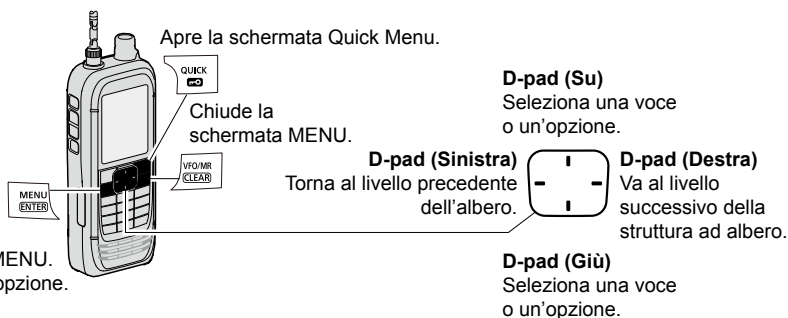 Apre la schermata Quick Menu.
QUICK
Chiude la
schermata MENU.
VFO/MR
CLEAR
MENU
ENTER
MENU.
opzione.
D-pad (Su)
Seleziona una voce
o un'opzione.
D-pad (Sinistra)
Torna al livello precedente
dell'albero.
D-pad (Destra)
Va al livello
successivo della
struttura ad albero.
D-pad (Giù)
Seleziona una voce
o un'opzione.